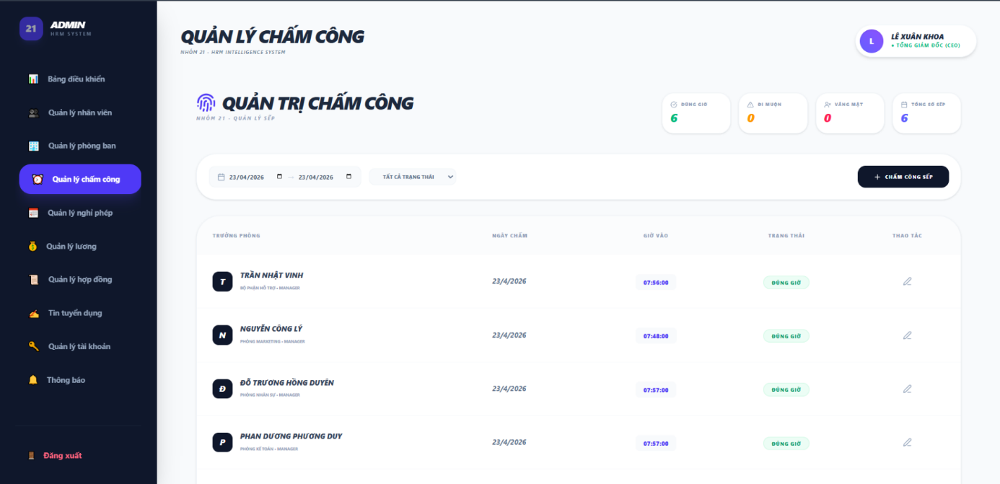 21
ADMIN
HRM SYSTEM
Bảng điều khiển
Quản lý nhân viên
Quản lý phòng ban
Quản lý chấm công
Quản lý nghỉ phép
Quản lý lương
Quản lý hợp đồng
Tin tuyển dụng
Quản lý tài khoản
Thông báo
Đăng xuất
QUẢN LÝ CHẤM CÔNG
NHÓM 21 - HRM INTELLIGENCE SYSTEM
L
LÊ XUÂN KHOA
• TỔNG GIÁM ĐỐC (CEO)
QUẢN TRỊ CHẤM CÔNG
NHÓM 21 - QUẢN LÝ SẾP
ĐÚNG GIỜ
6
ĐI MUỘN
0
VẮNG MẶT
0
TỔNG SỐ SẾP
6
23/04/2026 → 23/04/2026
TẤT CẢ TRẠNG THÁI
+ CHẤM CÔNG SẾP
TRƯỞNG PHÒNG NGÀY CHẤM GIỜ VÀO TRẠNG THÁI THAO TÁC
T
TRẦN NHẬT VINH
BỘ PHẬN HỖ TRỢ • MANAGER
23/4/2026
07:56:00
ĐÚNG GIỜ
N
NGUYỄN CÔNG LÝ
PHÒNG MARKETING • MANAGER
23/4/2026
07:48:00
ĐÚNG GIỜ
Đ
ĐỖ TRƯƠNG HỒNG DUYÊN
PHÒNG NHÂN SỰ • MANAGER
23/4/2026
07:57:00
ĐÚNG GIỜ
P
PHAN DƯƠNG PHƯƠNG DUY
PHÒNG KẾ TOÁN • MANAGER
23/4/2026
07:57:00
ĐÚNG GIỜ